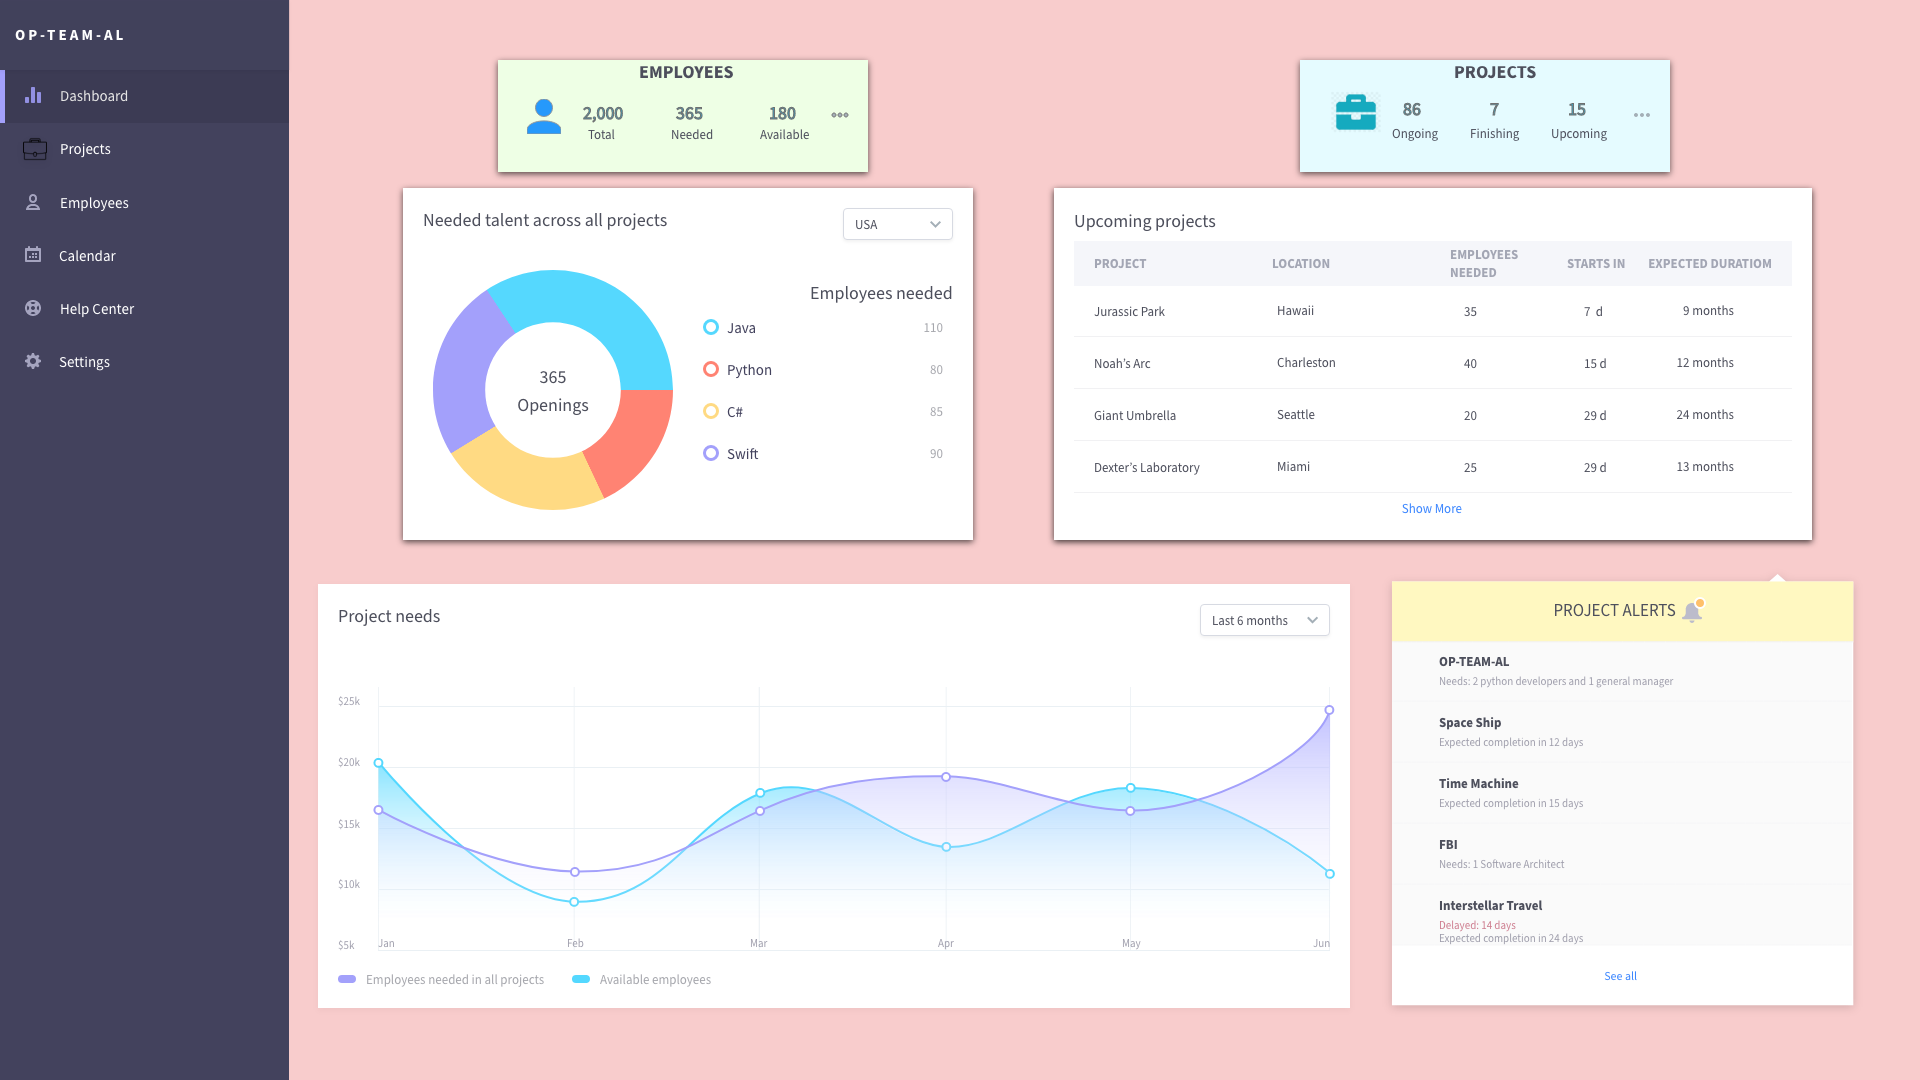 OP-TEAM-AL
Dashboard
Projects
Employees
Calendar
Help Center
Settings
EMPLOYEES
2,000 365 180
Total Needed Available
PROJECTS
86 7 15
Ongoing Finishing Upcoming
Needed talent across all projects
USA
365
Openings
Employees needed
Java 110
Python 80
C# 85
Swift 90
Upcoming projects
PROJECT LOCATION EMPLOYEES NEEDED STARTS IN EXPECTED DURATIOM
Jurassic Park Hawaii 35 7 d 9 months
Noah’s Arc Charleston 40 15 d 12 months
Giant Umbrella Seattle 20 29 d 24 months
Dexter’s Laboratory Miami 25 29 d 13 months
Show More
Project needs
Last 6 months
$25k
$20k
$15k
$10k
$5k
Jan Feb Mar Apr May Jun
Employees needed in all projects Available employees
PROJECT ALERTS
OP-TEAM-AL
Needs: 2 python developers and 1 general manager
Space Ship
Expected completion in 12 days
Time Machine
Expected completion in 15 days
FBI
Needs: 1 Software Architect
Interstellar Travel
Delayed: 14 days
Expected completion in 24 days
See all